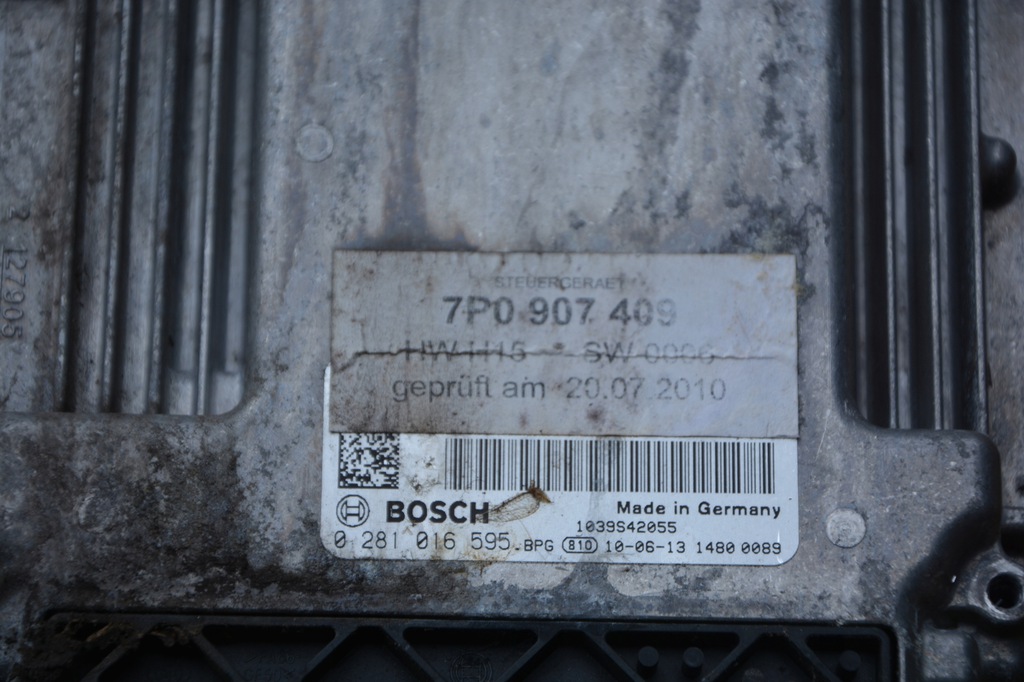 STEUERGERAET
7P0 907 409
HW H15 SW 0006
geprüft am 20.07.2010
BOSCH
Made in Germany
1039S42055
0 281 016 595 BPG 810 10-06-13 1480 0089
127905